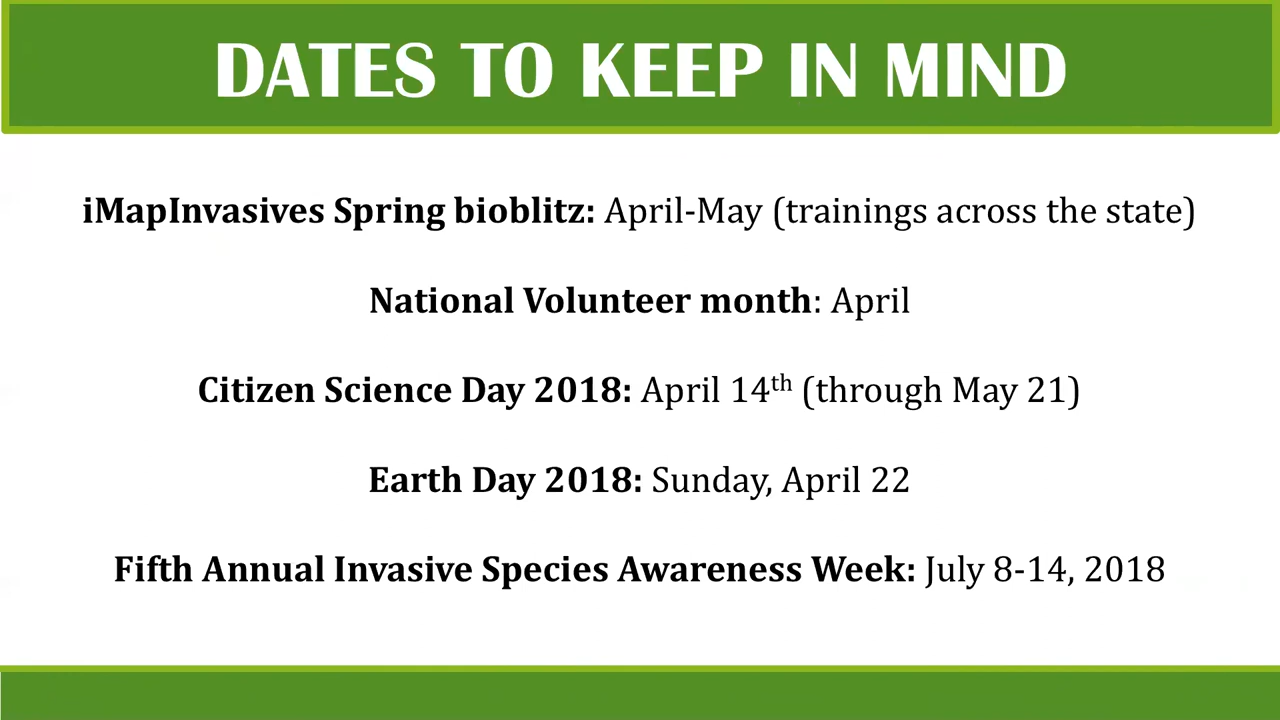 DATES TO KEEP IN MIND
iMapInvasives Spring bioblitz: April-May (trainings across the state)
National Volunteer month: April
Citizen Science Day 2018: April 14th (through May 21)
Earth Day 2018: Sunday, April 22
Fifth Annual Invasive Species Awareness Week: July 8-14, 2018